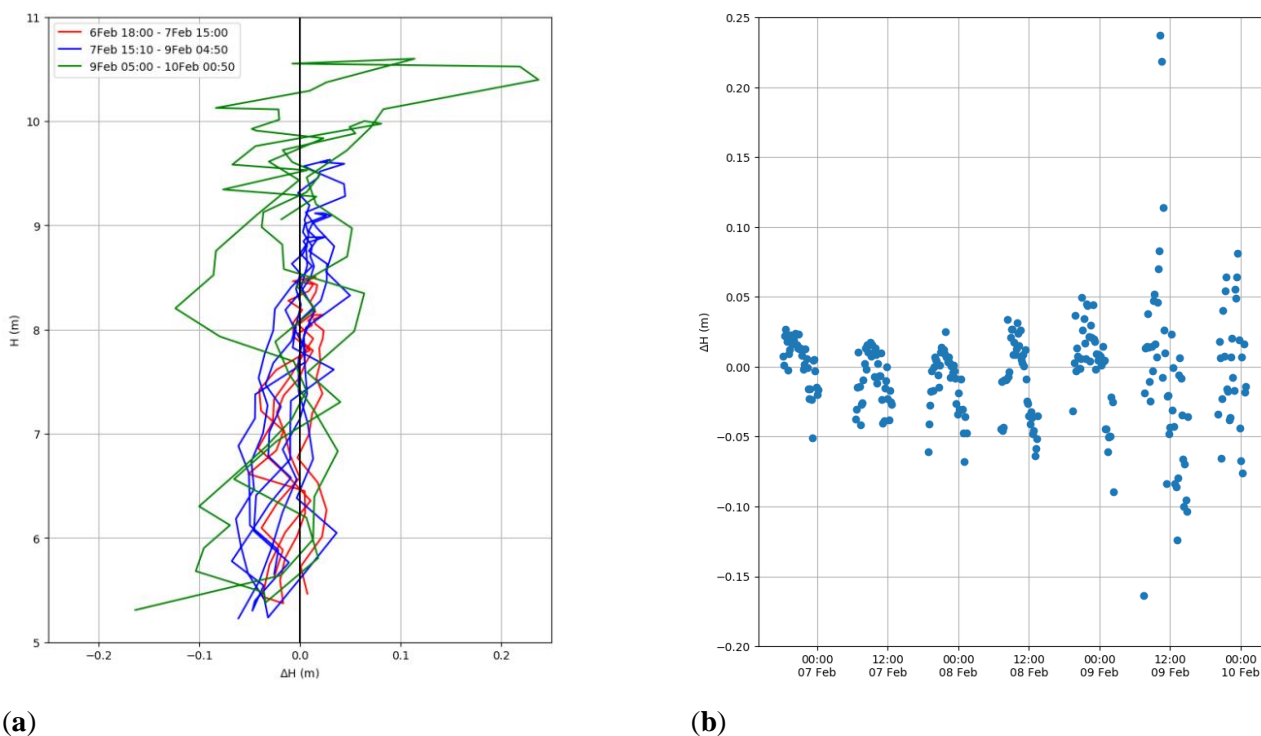 11
10
9
8
7
6
5
H (m)
−0.2 −0.1 0.0 0.1 0.2
ΔH (m)
6Feb 18:00 - 7Feb 15:00
7Feb 15:10 - 9Feb 04:50
9Feb 05:00 - 10Feb 00:50
(a)
0.25
0.20
0.15
0.10
0.05
0.00
−0.05
−0.10
−0.15
−0.20
ΔH (m)
00:00 12:00 00:00 12:00 00:00 12:00 00:00
07 Feb 07 Feb 08 Feb 08 Feb 09 Feb 09 Feb 10 Feb
(b)